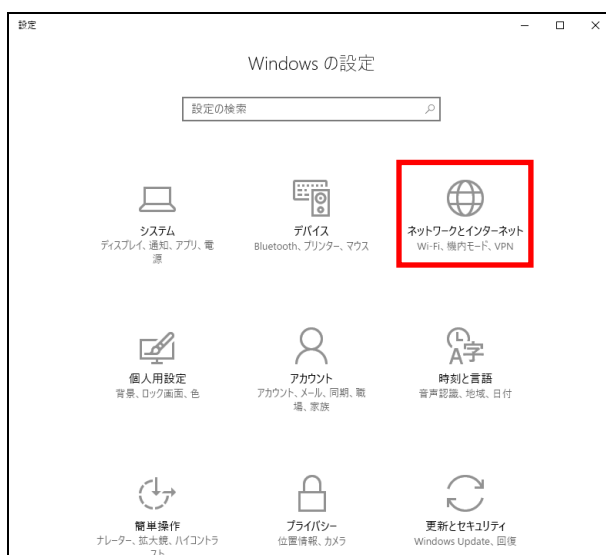 設定
Windows の設定
設定の検索
システム
ディスプレイ、通知、アプリ、電
源
デバイス
Bluetooth、プリンター、マウス
ネットワークとインターネット
Wi-Fi、機内モード、VPN
個人用設定
背景、ロック画面、色
アカウント
アカウント、メール、同期、職
場、家族
A字
時刻と言語
音声認識、地域、日付
簡単操作
ナレーター、拡大鏡、ハイコントラ
スト
プライバシー
位置情報、カメラ
更新とセキュリティ
Windows Update、回復